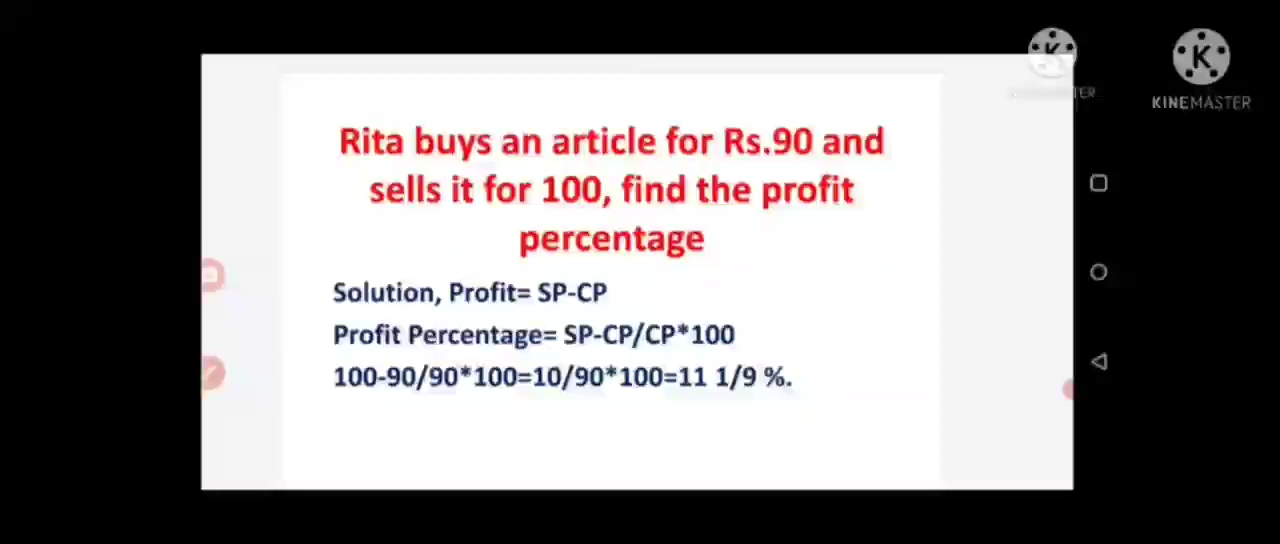 KINEMASTER
Rita buys an article for Rs.90 and
sells it for 100, find the profit
percentage
Solution, Profit= SP-CP
Profit Percentage= SP-CP/CP*100
100-90/90*100=10/90*100=11 1/9 %.